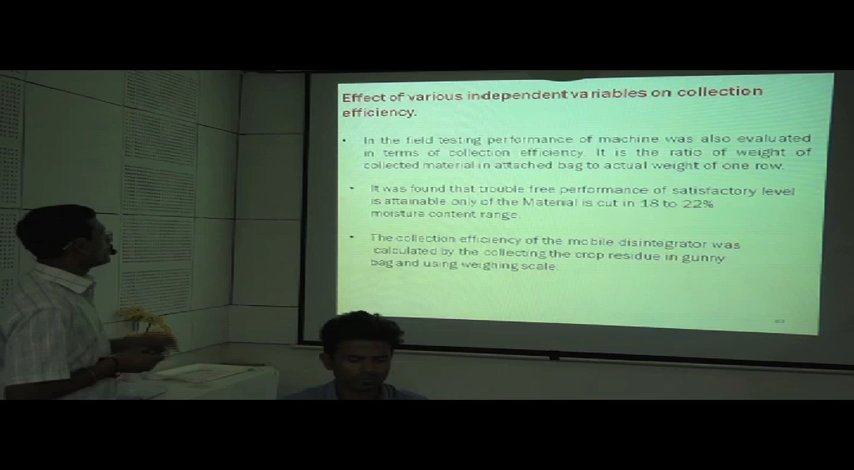 Effect of various independent variables on collection
efficiency.
• In the field testing performance of machine was also evaluated
in terms of collection efficiency. It is the ratio of weight of
collected material in attached bag to actual weight of one row.
• It was found that trouble free performance of satisfactory level
is attainable only of the Material is cut in 18 to 22%
moisture content range.
• The collection efficiency of the mobile disintegrator was
calculated by the collecting the crop residue in gunny
bag and using weighing scale.